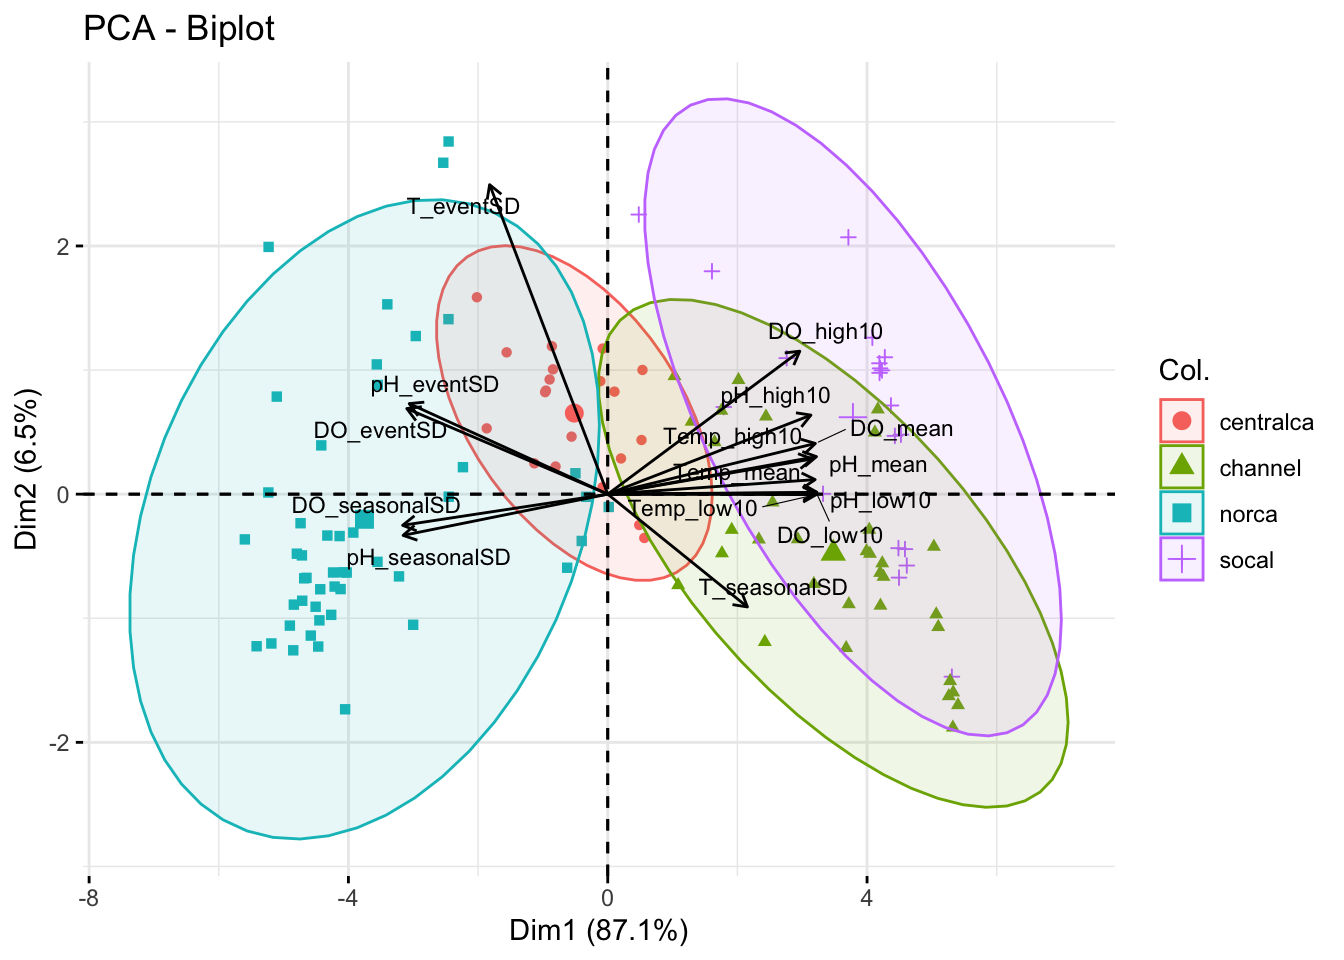 PCA - Biplot
T_eventSD
DO_high10
pH_eventSD
pH_high10
DO_eventSD
Temp_high10
DO_mean
pH_mean
Temp_mean
DO_seasonalSD
Temp_low10
pH_low10
DO_low10
pH_seasonalSD
T_seasonalSD
2
0
-2
-8
-4
0
4
Dim1 (87.1%)
Dim2 (6.5%)
Col.
centralca
channel
norca
socal